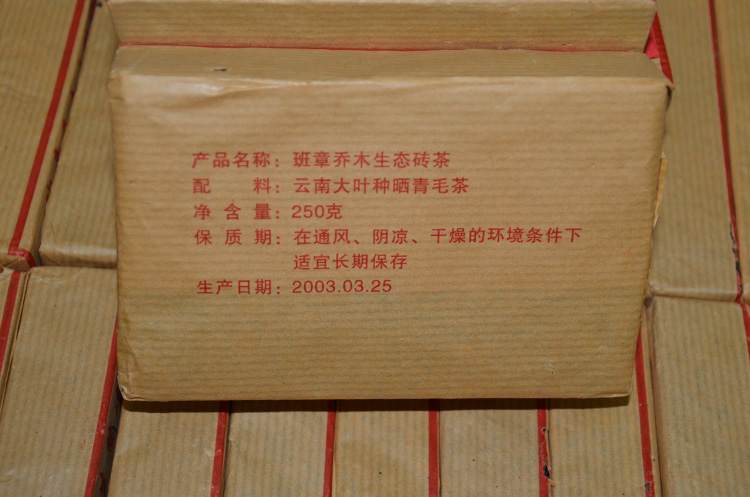 产品名称：班章乔木生态砖茶
配　　料：云南大叶种晒青毛茶
净 含 量：250克
保 质 期：在通风、阴凉、干燥的环境条件下
适宜长期保存
生产日期：2003.03.25